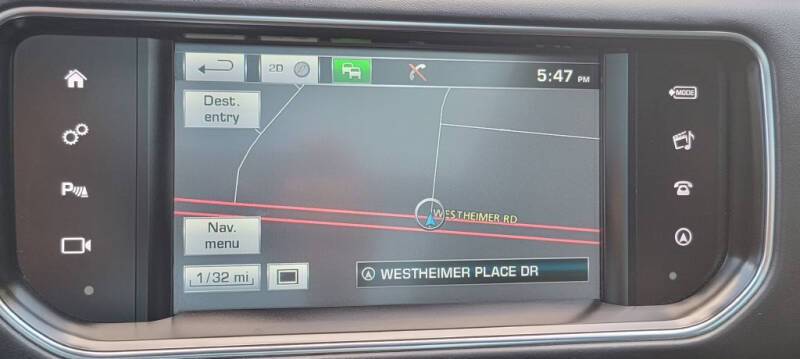 2D
5:47 PM
MODE
Dest.
entry
P
WESTHEIMER RD
Nav.
menu
1/32 mi
WESTHEIMER PLACE DR